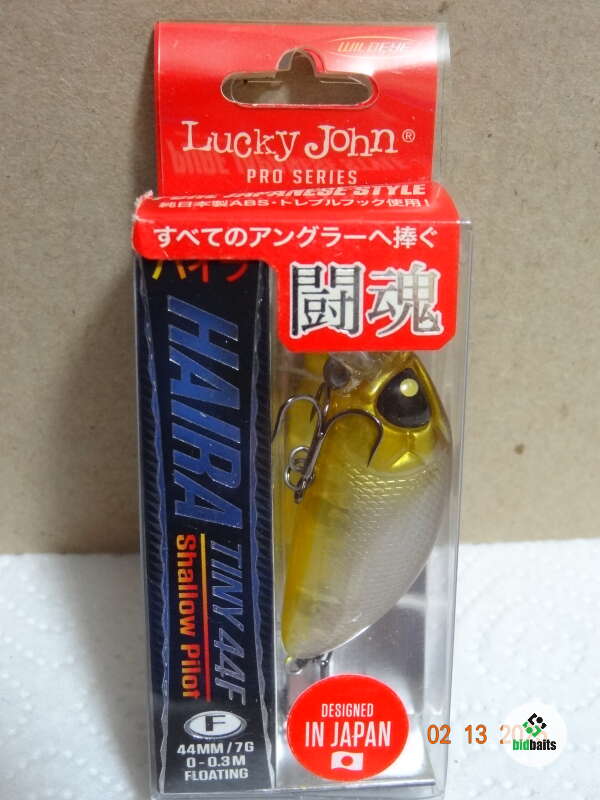 WILDEYE
Lucky John®
PRO SERIES
PURE JAPANESE STYLE
純日本製ABS・トレブルフック使用!
すべてのアングラーへ捧ぐ
闘魂
HAIRA TINY 44F
Shallow Pilot
F
44MM / 7G
0-0.3M
FLOATING
DESIGNED
IN JAPAN
02 13
bidbaits